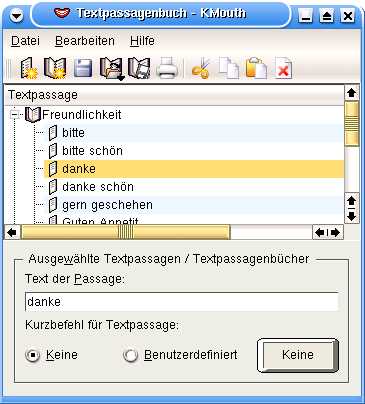 Textpassagenbuch - KMouth
Datei Bearbeiten Hilfe
Textpassage
Freundlichkeit
bitte
bitte schön
danke
danke schön
gern geschehen
Guten Appetit
Ausgewählte Textpassagen / Textpassagenbücher
Text der Passage:
danke
Kurzbefehl für Textpassage:
Keine Benutzerdefiniert Keine